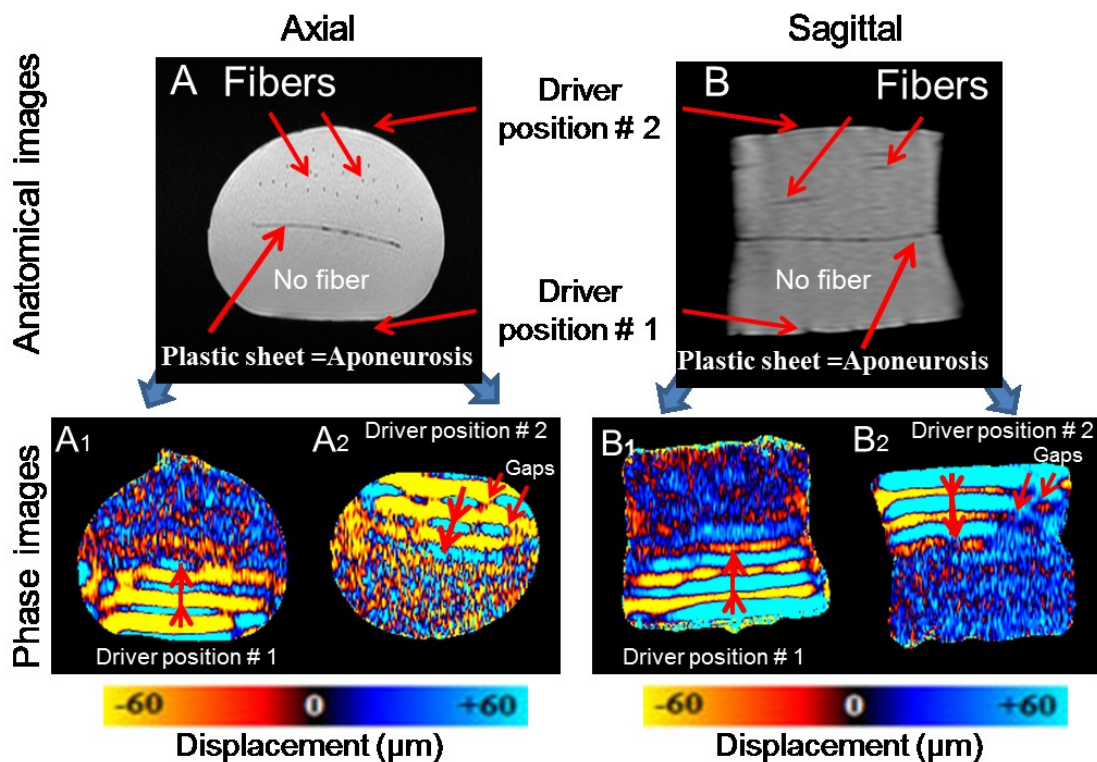 Axial
Sagittal
Anatomical images
A
Fibers
Driver
position # 2
B
Fibers
No fiber
Driver
position # 1
No fiber
Plastic sheet =Aponeurosis
Plastic sheet =Aponeurosis
Phase images
A1
A2
Driver position # 2
Gaps
Driver position # 1
B1
B2
Driver position # 2
Gaps
Driver position # 1
-60
0
+60
-60
0
+60
Displacement (µm)
Displacement (µm)